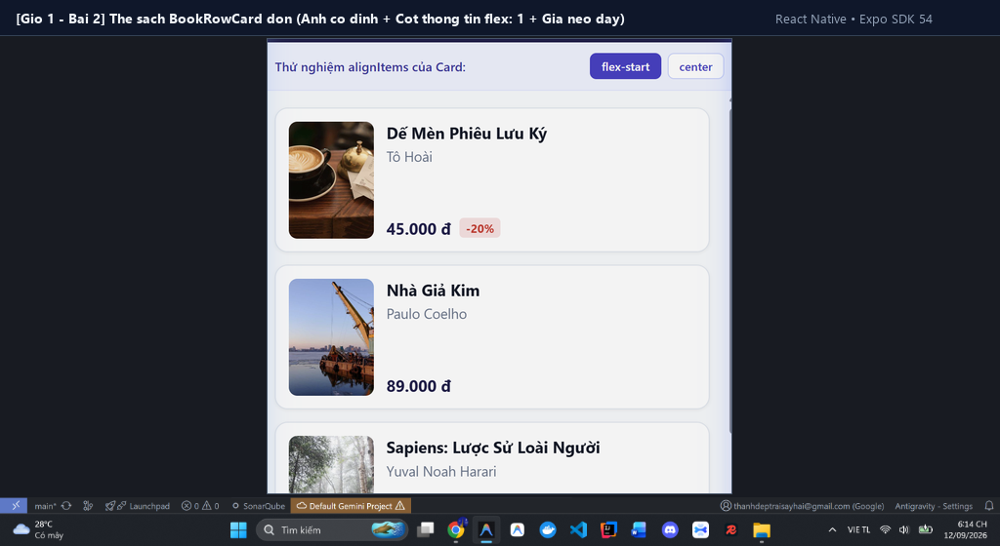 [Gio 1 - Bai 2] The sach BookRowCard don (Anh co dinh + Cot thong tin flex: 1 + Gia neo day)
React Native • Expo SDK 54
Thử nghiệm alignItems của Card:
flex-start
center
Dế Mèn Phiêu Lưu Ký
Tô Hoài
45.000 đ
-20%
Nhà Giả Kim
Paulo Coelho
89.000 đ
Sapiens: Lược Sử Loài Người
Yuval Noah Harari
main*
Launchpad
0
0
SonarQube
Default Gemini Project
thanhdeptraisayhai@gmail.com (Google)
Antigravity - Settings
28°C
Có mây
Tìm kiếm
VIE TL
6:14 CH
12/09/2026